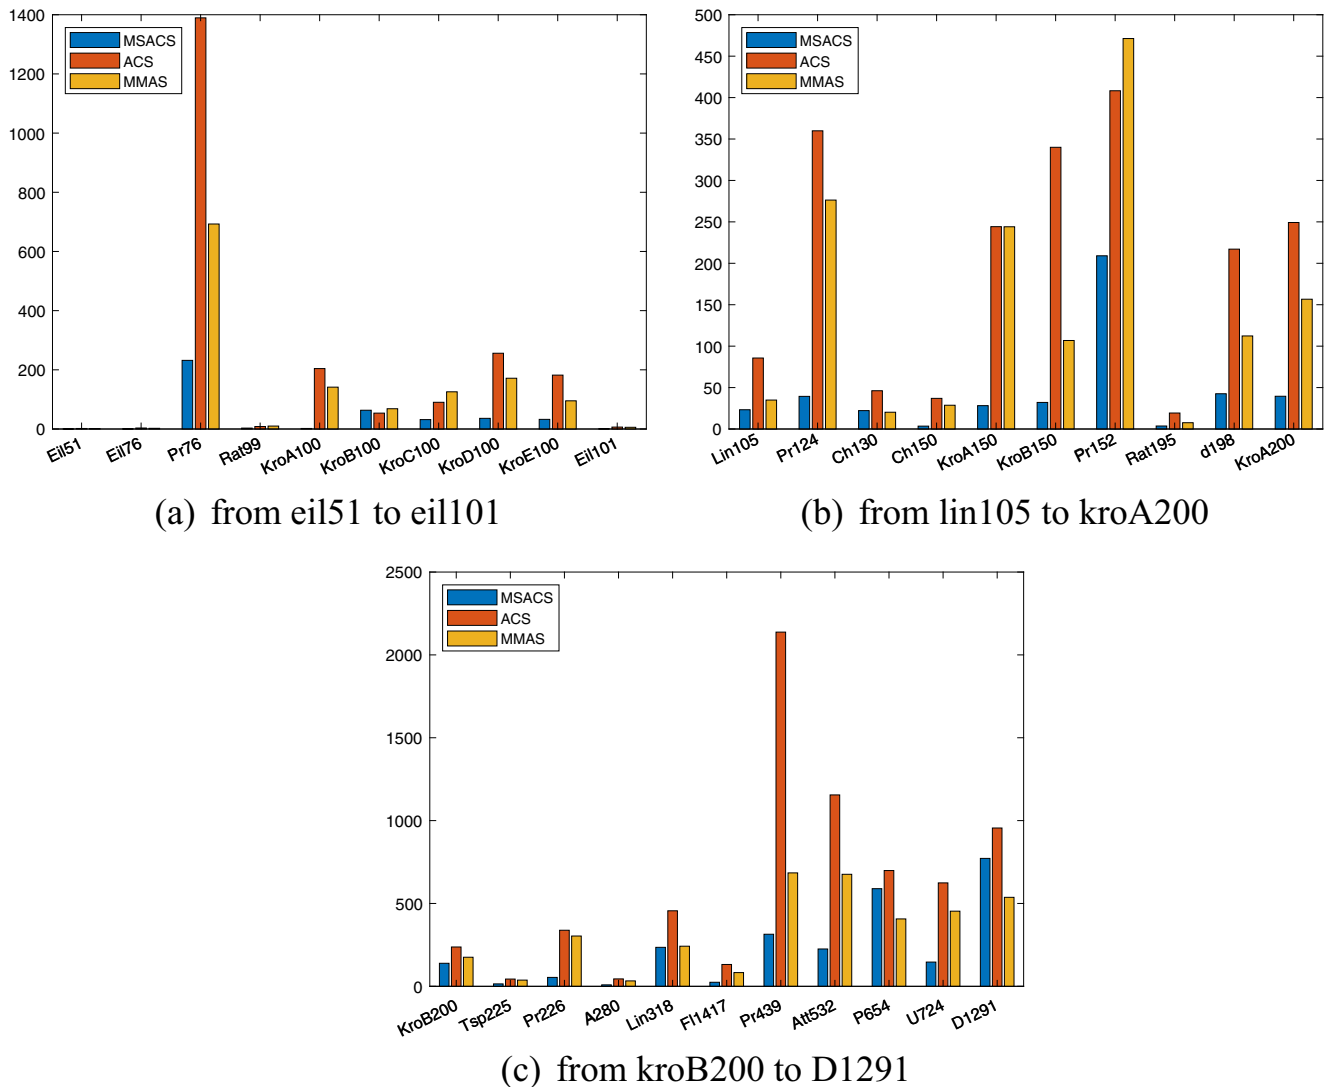 1400
1200
1000
800
600
400
200
0
MSACS
ACS
MMAS
Eil51
Eil76
Pr76
Rat99
KroA100
KroB100
KroC100
KroD100
KroE100
Eil101
(a) from eil51 to eil101
500
450
400
350
300
250
200
150
100
50
0
MSACS
ACS
MMAS
Lin105
Pr124
Ch130
Ch150
KroA150
KroB150
Pr152
Rat195
d198
KroA200
(b) from lin105 to kroA200
2500
2000
1500
1000
500
0
MSACS
ACS
MMAS
KroB200
Tsp225
Pr226
A280
Lin318
Fl1417
Pr439
Att532
P654
U724
D1291
(c) from kroB200 to D1291